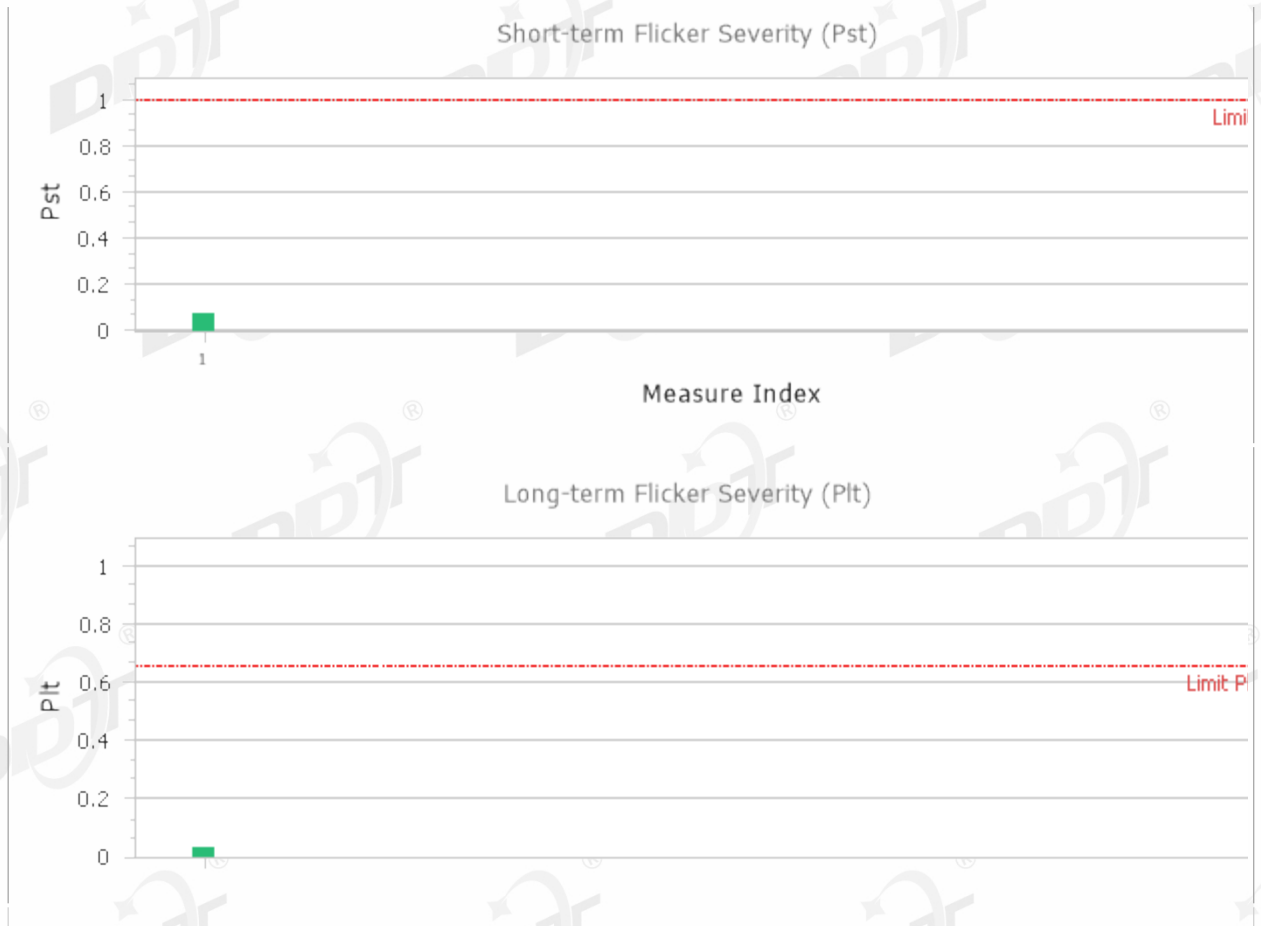 Short-term Flicker Severity (Pst)
1
Limi
0.8
0.6
Pst
0.4
0.2
0
1
Measure Index
Long-term Flicker Severity (Plt)
1
0.8
0.6
Limit P
Plt
0.4
0.2
0
DDT
®